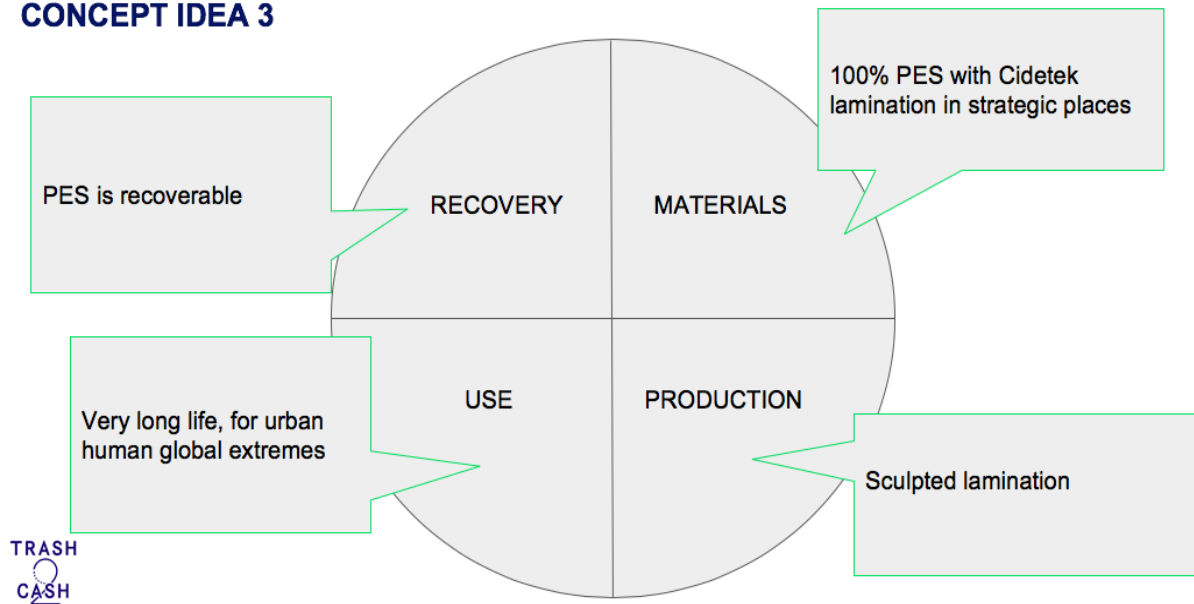 CONCEPT IDEA 3
100% PES with Cidetek
lamination in strategic places
PES is recoverable
RECOVERY
MATERIALS
USE
PRODUCTION
Very long life, for urban
human global extremes
Sculpted lamination
TRASH
2
CASH